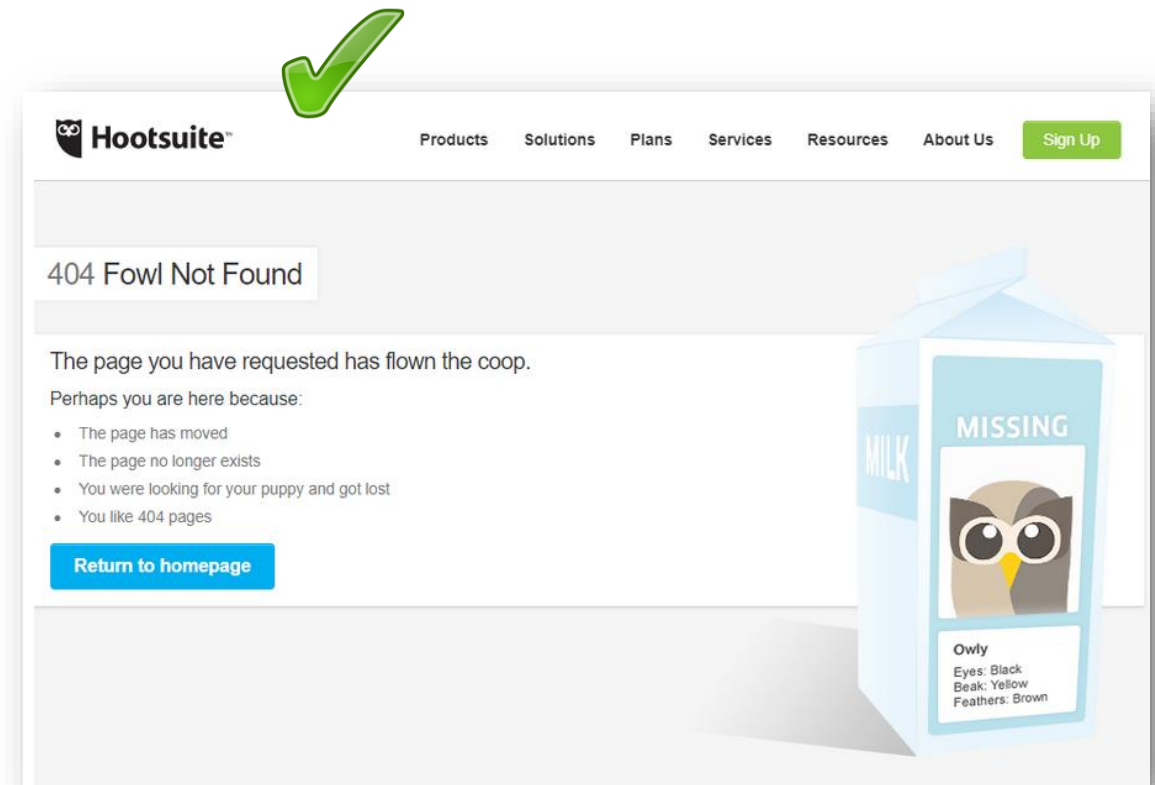 Hootsuite™
Products Solutions Plans Services Resources About Us Sign Up
404 Fowl Not Found
The page you have requested has flown the coop.
Perhaps you are here because:
• The page has moved
• The page no longer exists
• You were looking for your puppy and got lost
• You like 404 pages
Return to homepage
MILK
MISSING
Owly
Eyes: Black
Beak: Yellow
Feathers: Brown